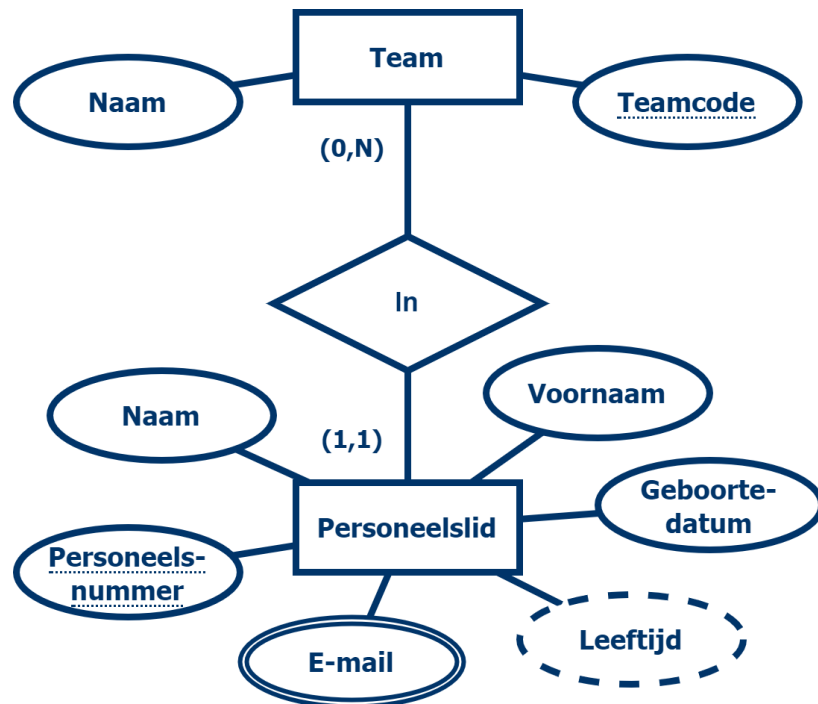 Team
Naam
Teamcode
(0,N)
In
Voornaam
Naam
(1,1)
Geboorte-
datum
Personeelslid
Personeels-
nummer
Leeftijd
E-mail